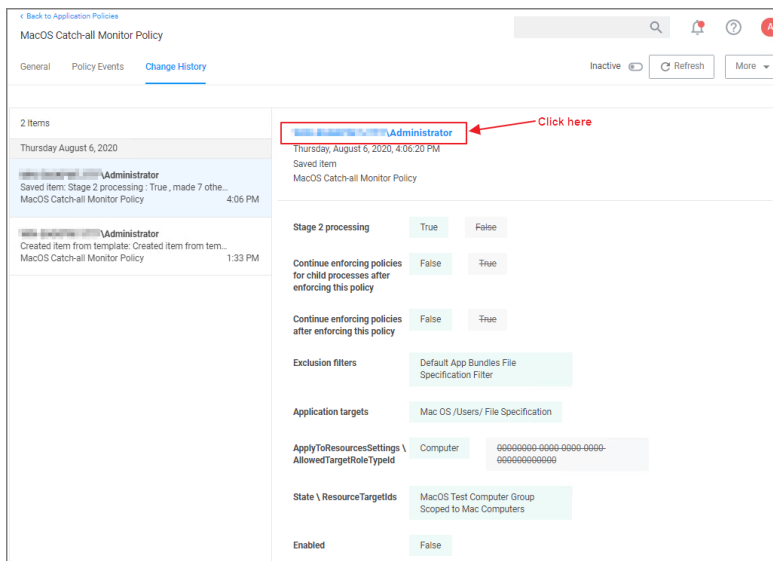 Back to Application Policies
MacOS Catch-all Monitor Policy
A
General
Policy Events
Change History
Inactive
Refresh
More
2 Items
Thursday August 6, 2020
\Administrator
Saved item: Stage 2 processing : True , made 7 othe...
MacOS Catch-all Monitor Policy
4:06 PM
\Administrator
Created item from template: Created item from tem...
MacOS Catch-all Monitor Policy
1:33 PM
\Administrator
Click here
Thursday, August 6, 2020, 4:06:20 PM
Saved item
MacOS Catch-all Monitor Policy
Stage 2 processing
True
False
Continue enforcing policies
for child processes after
enforcing this policy
False
True
Continue enforcing policies
after enforcing this policy
False
True
Exclusion filters
Default App Bundles File
Specification Filter
Application targets
Mac OS /Users/ File Specification
ApplyToResourcesSettings \
AllowedTargetRoleTypeId
Computer
00000000-0000-0000-0000-
000000000000
State \ ResourceTargetIds
MacOS Test Computer Group
Scoped to Mac Computers
Enabled
False